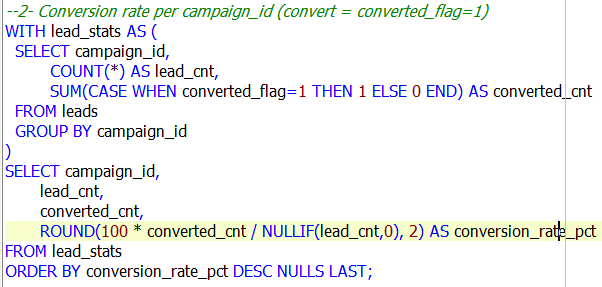 --2- Conversion rate per campaign_id (convert = converted_flag=1)
WITH lead_stats AS (
SELECT campaign_id,
COUNT(*) AS lead_cnt,
SUM(CASE WHEN converted_flag=1 THEN 1 ELSE 0 END) AS converted_cnt
FROM leads
GROUP BY campaign_id
)
SELECT campaign_id,
lead_cnt,
converted_cnt,
ROUND(100 * converted_cnt / NULLIF(lead_cnt,0), 2) AS conversion_rate_pct
FROM lead_stats
ORDER BY conversion_rate_pct DESC NULLS LAST;